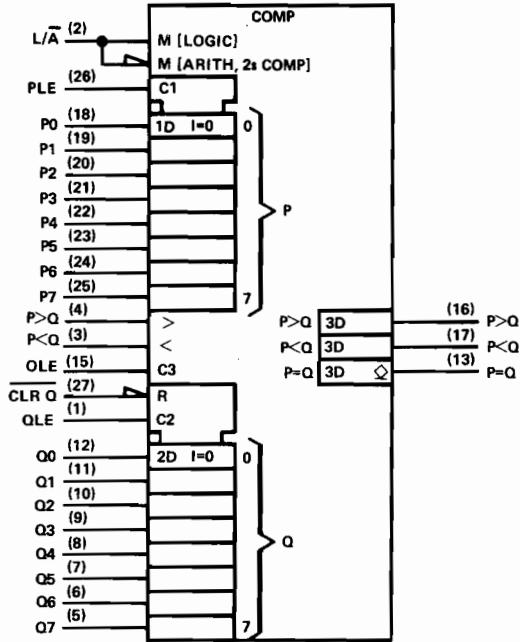 COMP
L/A̅ (2) M [LOGIC]
M [ARITH, 2s COMP]
PLE (26) C1
P0 (18) 1D I=0 0
P1 (19)
P2 (20)
P3 (21)
P (22)
P4
P5 (23)
P6 (24)
P7 (25) 7
P>Q (4) > P>Q 3D (16) P>Q
P<Q (3) < P<Q 3D (17) P<Q
OLE (15) C3 P=Q 3D (13) P=Q
CLR Q (27) R
QLE (1) C2
Q0 (12) 2D I=0 0
Q1 (11)
Q2 (10)
Q3 (9)
Q4 (8) Q
Q5 (7)
Q6 (6)
Q7 (5) 7